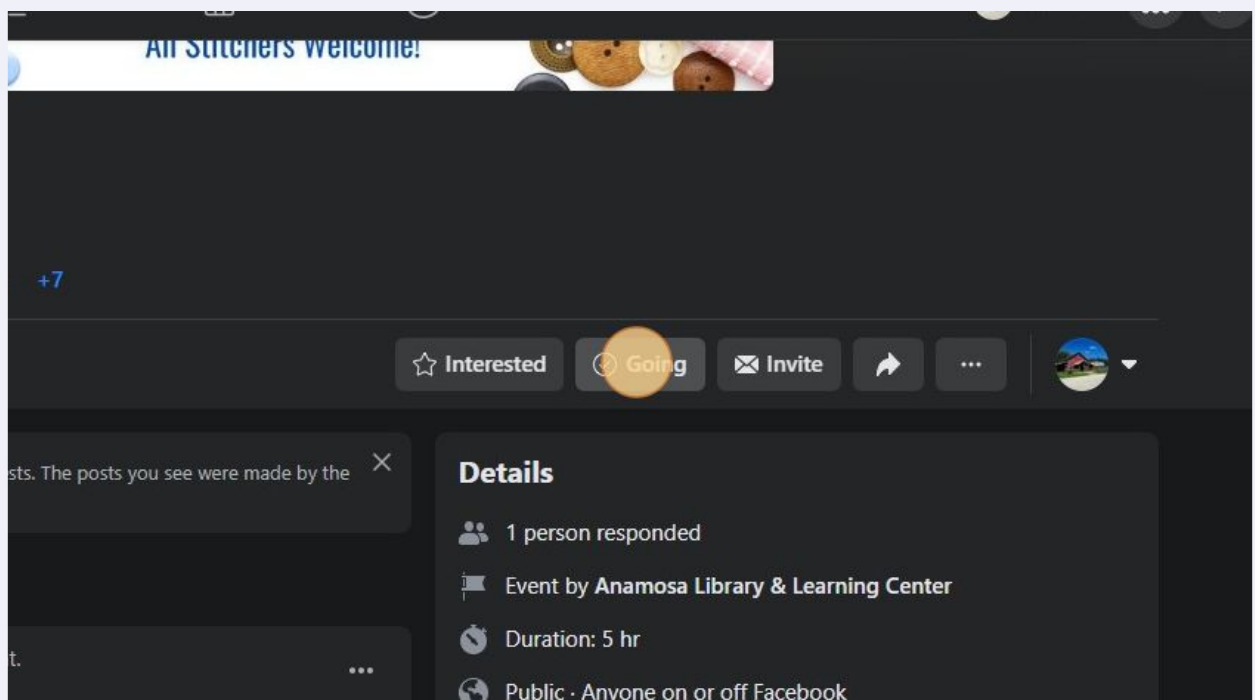 All Stitchers Welcome!
+7
Interested Going Invite
sts. The posts you see were made by the
t.
Details
1 person responded
Event by Anamosa Library & Learning Center
Duration: 5 hr
Public · Anyone on or off Facebook